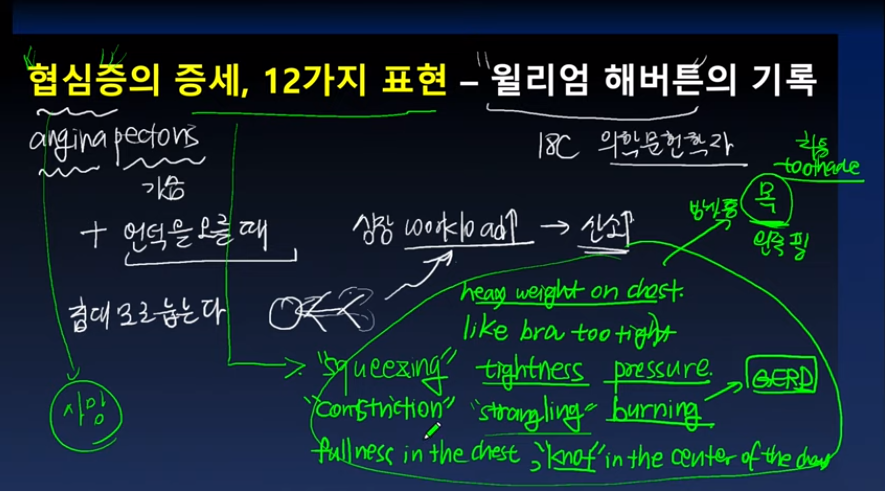 협심증의 증세, 12가지 표현 – 윌리엄 해버튼의 기록
angina pectoris
가슴
18C 의학문헌학자
치통
toothache
목
왼쪽 팔
+ 언덕을 오를 때
심장 workload↑ → 산소↑
침대 모로 눕는다
heavy weight on chest.
like bra too tight
"squeezing" tightness pressure.
GERD
"constriction" "strangling" burning
fullness in the chest, "knot" in the center of the chest
사망